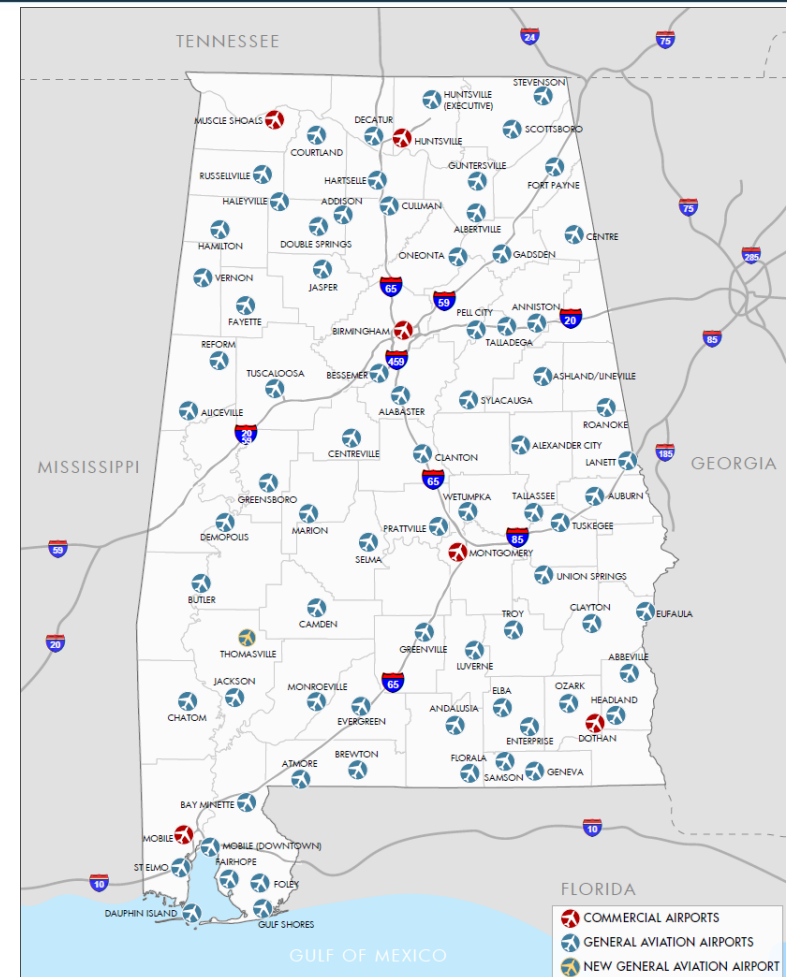 TENNESSEE
24
75
STEVENSON
HUNTSVILLE
(EXECUTIVE)
MUSCLE SHOALS
DECATUR
SCOTTSBORO
HUNTSVILLE
COURTLAND
GUNTERSVILLE
RUSSELLVILLE
HARTSELLE
FORT PAYNE
HALEYVILLE
ADDISON
CULLMAN
75
ALBERTVILLE
HAMILTON
DOUBLE SPRINGS
CENTRE
ONEONTA
GADSDEN
285
VERNON
JASPER
65
59
FAYETTE
PELL CITY
ANNISTON
20
BIRMINGHAM
TALLADEGA
85
REFORM
459
TUSCALOOSA
BESSEMER
ASHLAND/LINEVILLE
ALABASTER
SYLACAUGA
ALICEVILLE
ROANOKE
20
59
CENTREVILLE
ALEXANDER CITY
CLANTON
LANETT
185
MISSISSIPPI
GEORGIA
65
GREENSBORO
WETUMPKA
TALLASSEE
AUBURN
DEMOPOLIS
MARION
PRATTVILLE
TUSKEGEE
85
59
SELMA
MONTGOMERY
UNION SPRINGS
BUTLER
CAMDEN
TROY
CLAYTON
EUFAULA
20
THOMASVILLE
GREENVILLE
LUVERNE
ABBEVILLE
JACKSON
MONROEVILLE
65
ELBA
OZARK
HEADLAND
CHATOM
EVERGREEN
ANDALUSIA
ENTERPRISE
DOTHAN
ATMORE
BREWTON
FLORALA
SAMSON
GENEVA
BAY MINETTE
MOBILE
MOBILE (DOWNTOWN)
10
ST ELMO
FAIRHOPE
10
FOLEY
FLORIDA
DAUPHIN ISLAND
GULF SHORES
COMMERCIAL AIRPORTS
GENERAL AVIATION AIRPORTS
GULF OF MEXICO
NEW GENERAL AVIATION AIRPORT